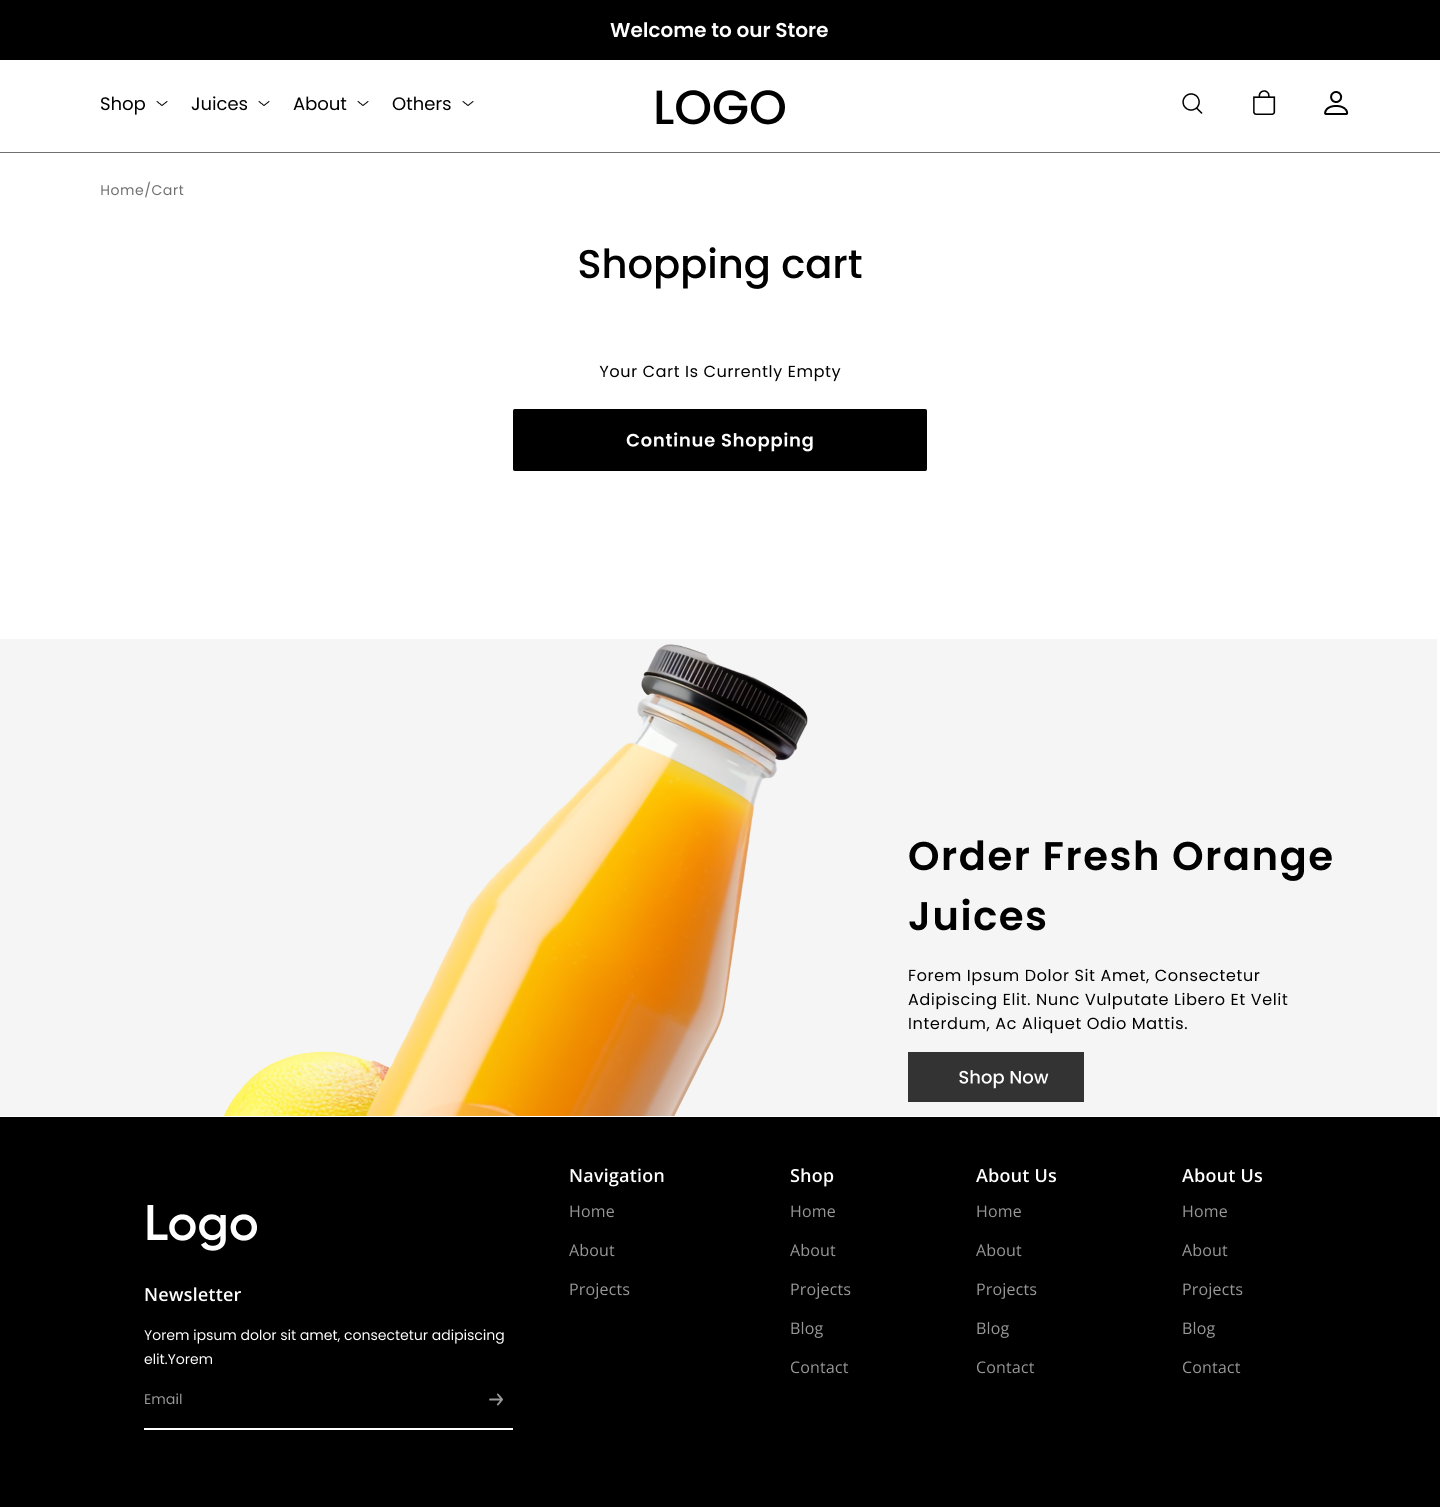 Welcome to our Store
Shop Juices About Others
LOGO
Home/Cart
Shopping cart
Your Cart Is Currently Empty
Continue Shopping
Order Fresh Orange
Juices
Forem Ipsum Dolor Sit Amet, Consectetur
Adipiscing Elit. Nunc Vulputate Libero Et Velit
Interdum, Ac Aliquet Odio Mattis.
Shop Now
Logo
Newsletter
Yorem ipsum dolor sit amet, consectetur adipiscing
elit.Yorem
Email
Navigation
Home
About
Projects
Shop
Home
About
Projects
Blog
Contact
About Us
Home
About
Projects
Blog
Contact
About Us
Home
About
Projects
Blog
Contact